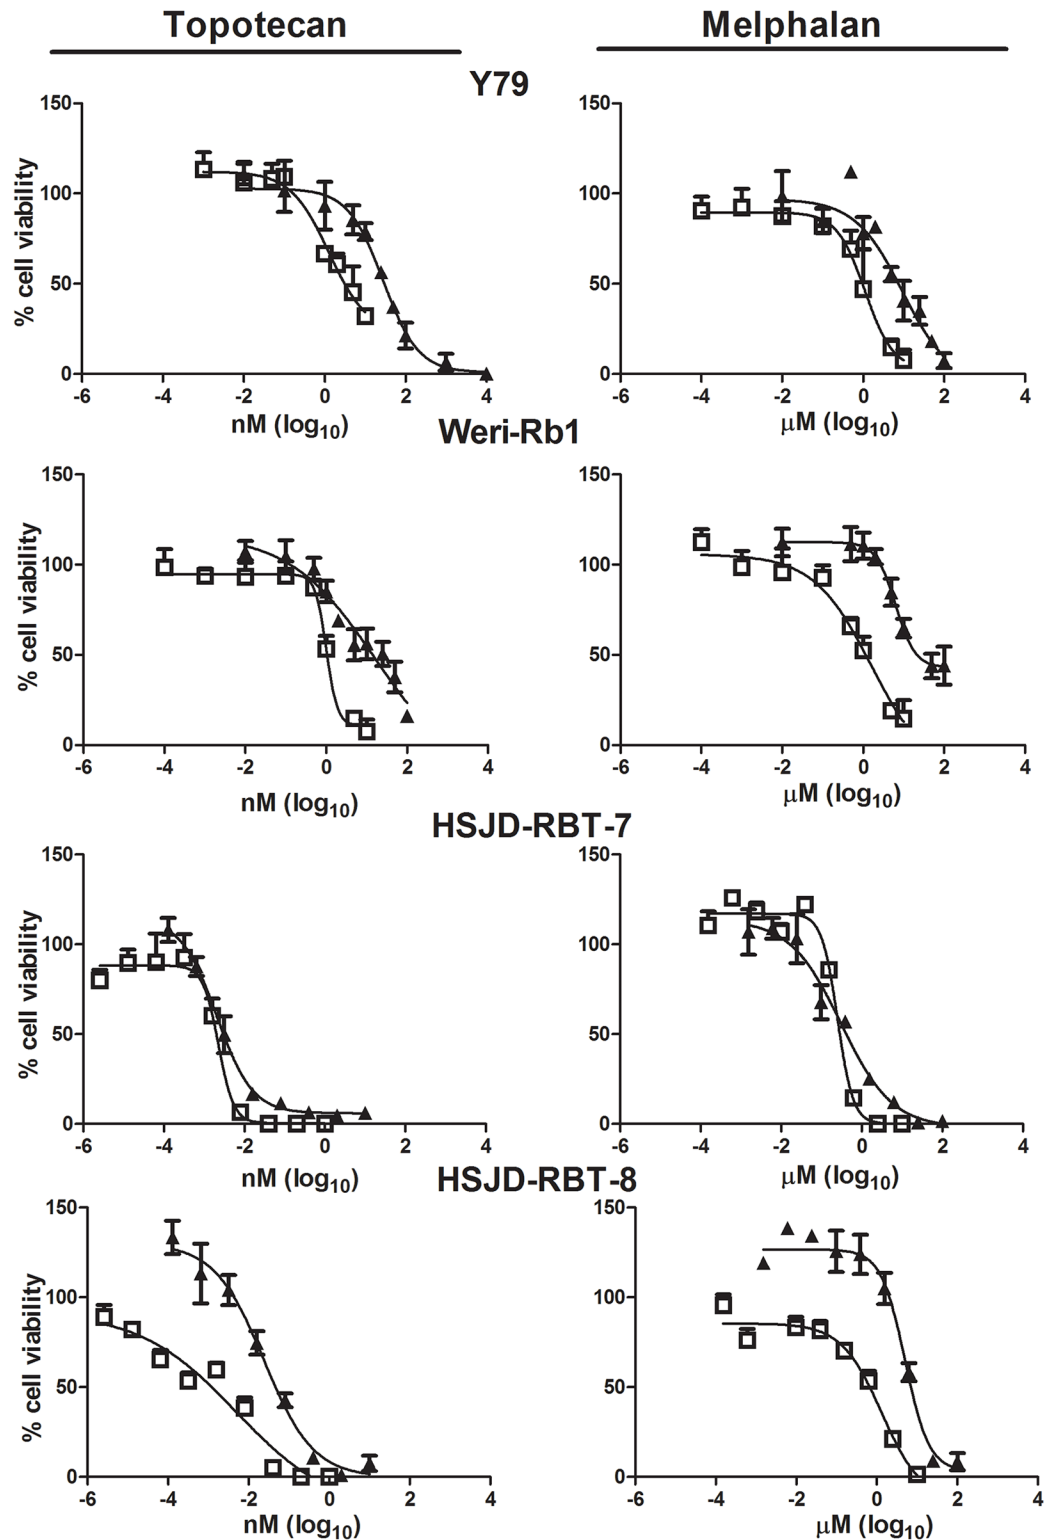 Topotecan Melphalan
Y79
150 150
100 100
50 50
0 0
% cell viability
-6 -4 -2 0 2 4 -6 -4 -2 0 2 4
nM (log10) μM (log10)
Weri-Rb1
150 150
100 100
50 50
0 0
% cell viability
-6 -4 -2 0 2 4 -6 -4 -2 0 2 4
nM (log10) μM (log10)
HSJD-RBT-7
150 150
100 100
50 50
0 0
% cell viability
-6 -4 -2 0 2 4 -6 -4 -2 0 2 4
nM (log10) μM (log10)
HSJD-RBT-8
150 150
100 100
50 50
0 0
% cell viability
-6 -4 -2 0 2 4 -6 -4 -2 0 2 4
nM (log10) μM (log10)